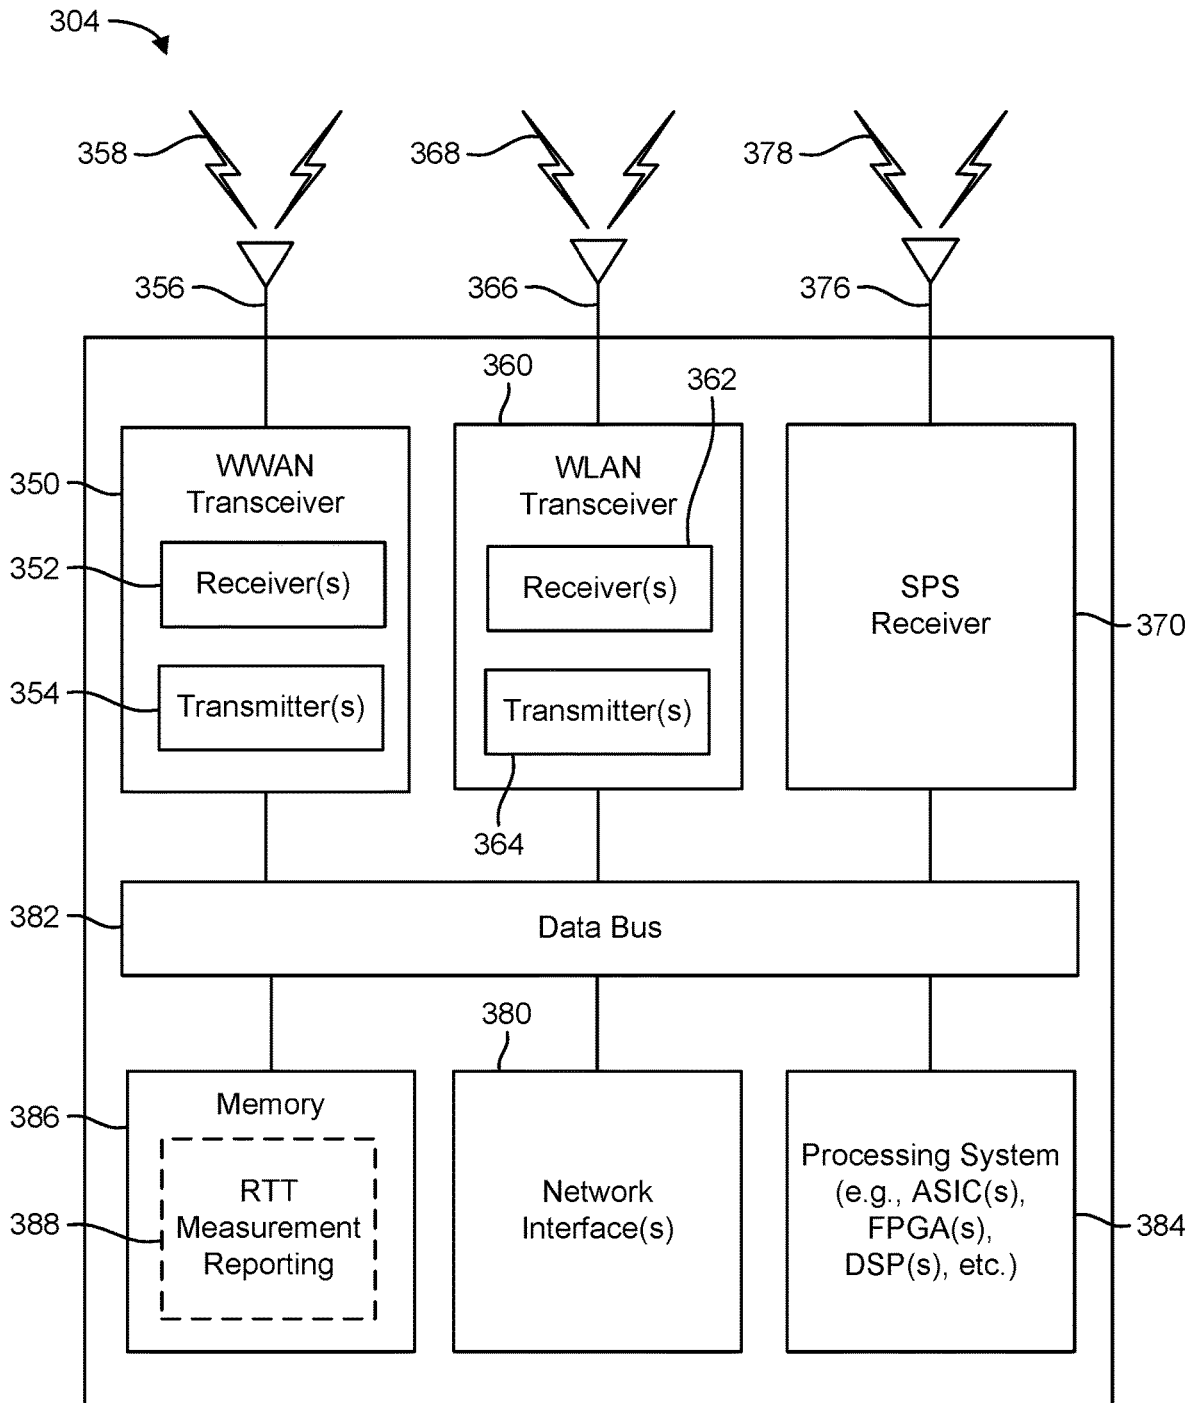 304
358
368
378
356
366
376
360
362
350
WWAN
Transceiver
WLAN
Transceiver
352
Receiver(s)
Receiver(s)
SPS
Receiver
370
354
Transmitter(s)
Transmitter(s)
364
382
Data Bus
380
386
Memory
388
RTT
Measurement
Reporting
Network
Interface(s)
Processing System
(e.g., ASIC(s),
FPGA(s),
DSP(s), etc.)
384